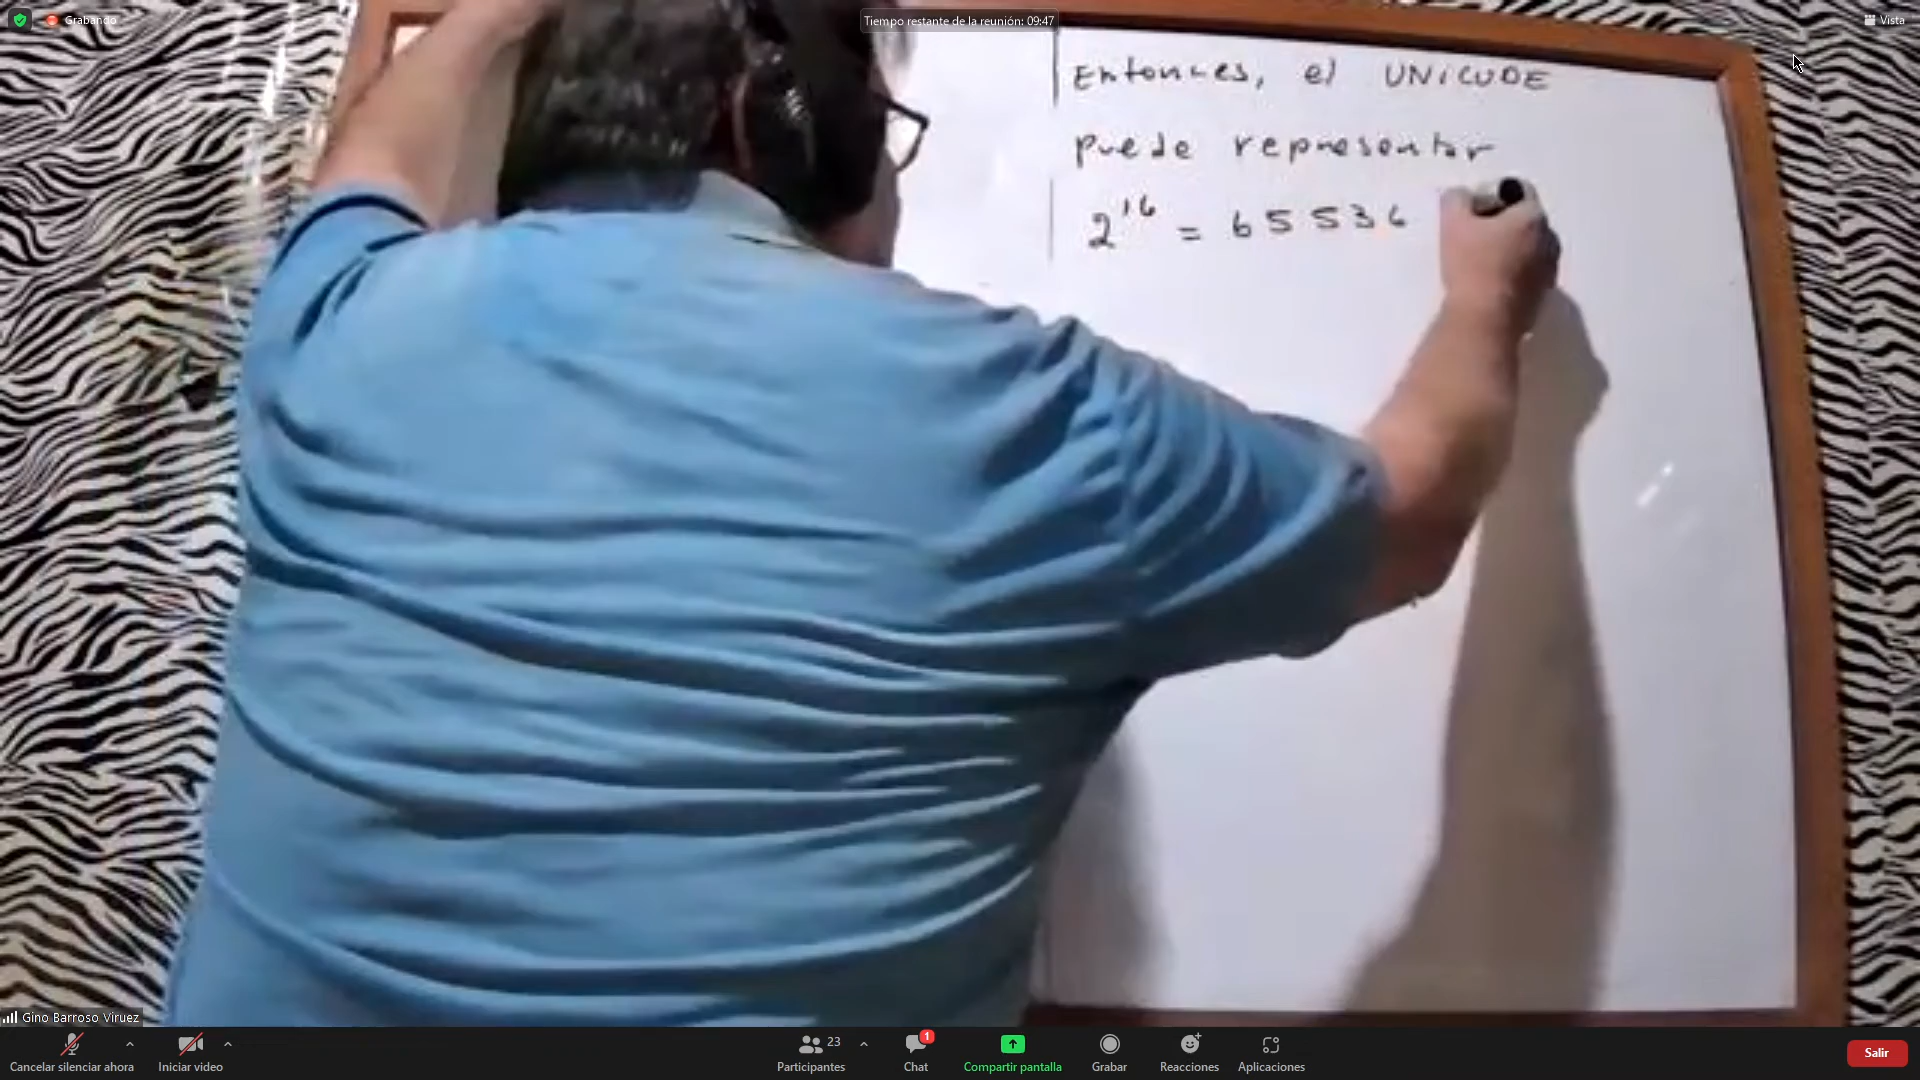 Grabando
Tiempo restante de la reunión: 09:47
Vista
Entonces, el UNICODE
puede representar
2^16 = 65536
Gino Barroso Viruez
Cancelar silenciar ahora
Iniciar video
23
Participantes
1
Chat
Compartir pantalla
Grabar
Reacciones
Aplicaciones
Salir